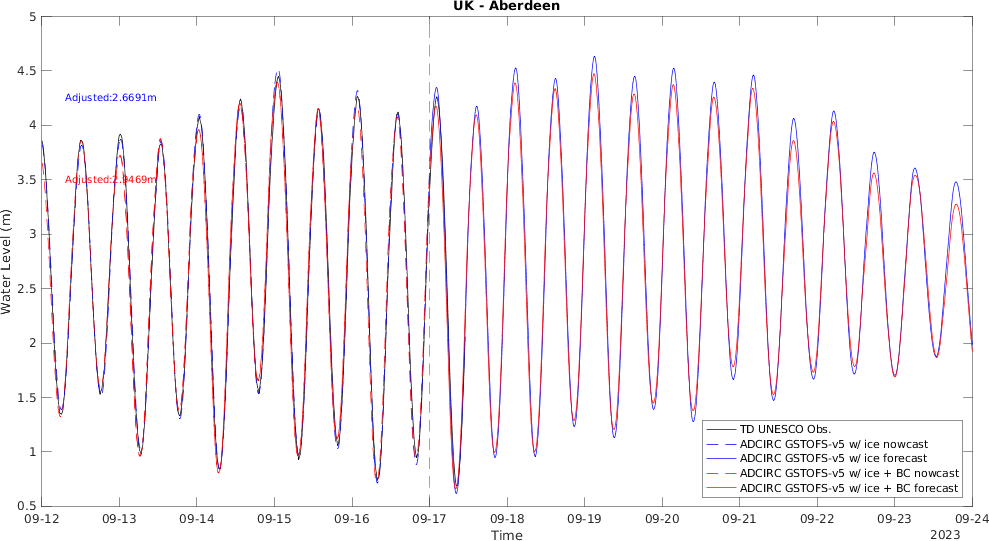 UK - Aberdeen
5
4.5
4
3.5
3
2.5
2
1.5
1
0.5
Water Level (m)
Adjusted:2.6691m
Adjusted:2.9469m
TD UNESCO Obs.
ADCIRC GSTOFS-v5 w/ ice nowcast
ADCIRC GSTOFS-v5 w/ ice forecast
ADCIRC GSTOFS-v5 w/ ice + BC nowcast
ADCIRC GSTOFS-v5 w/ ice + BC forecast
09-12 09-13 09-14 09-15 09-16 09-17 09-18 09-19 09-20 09-21 09-22 09-23 09-24
Time
2023